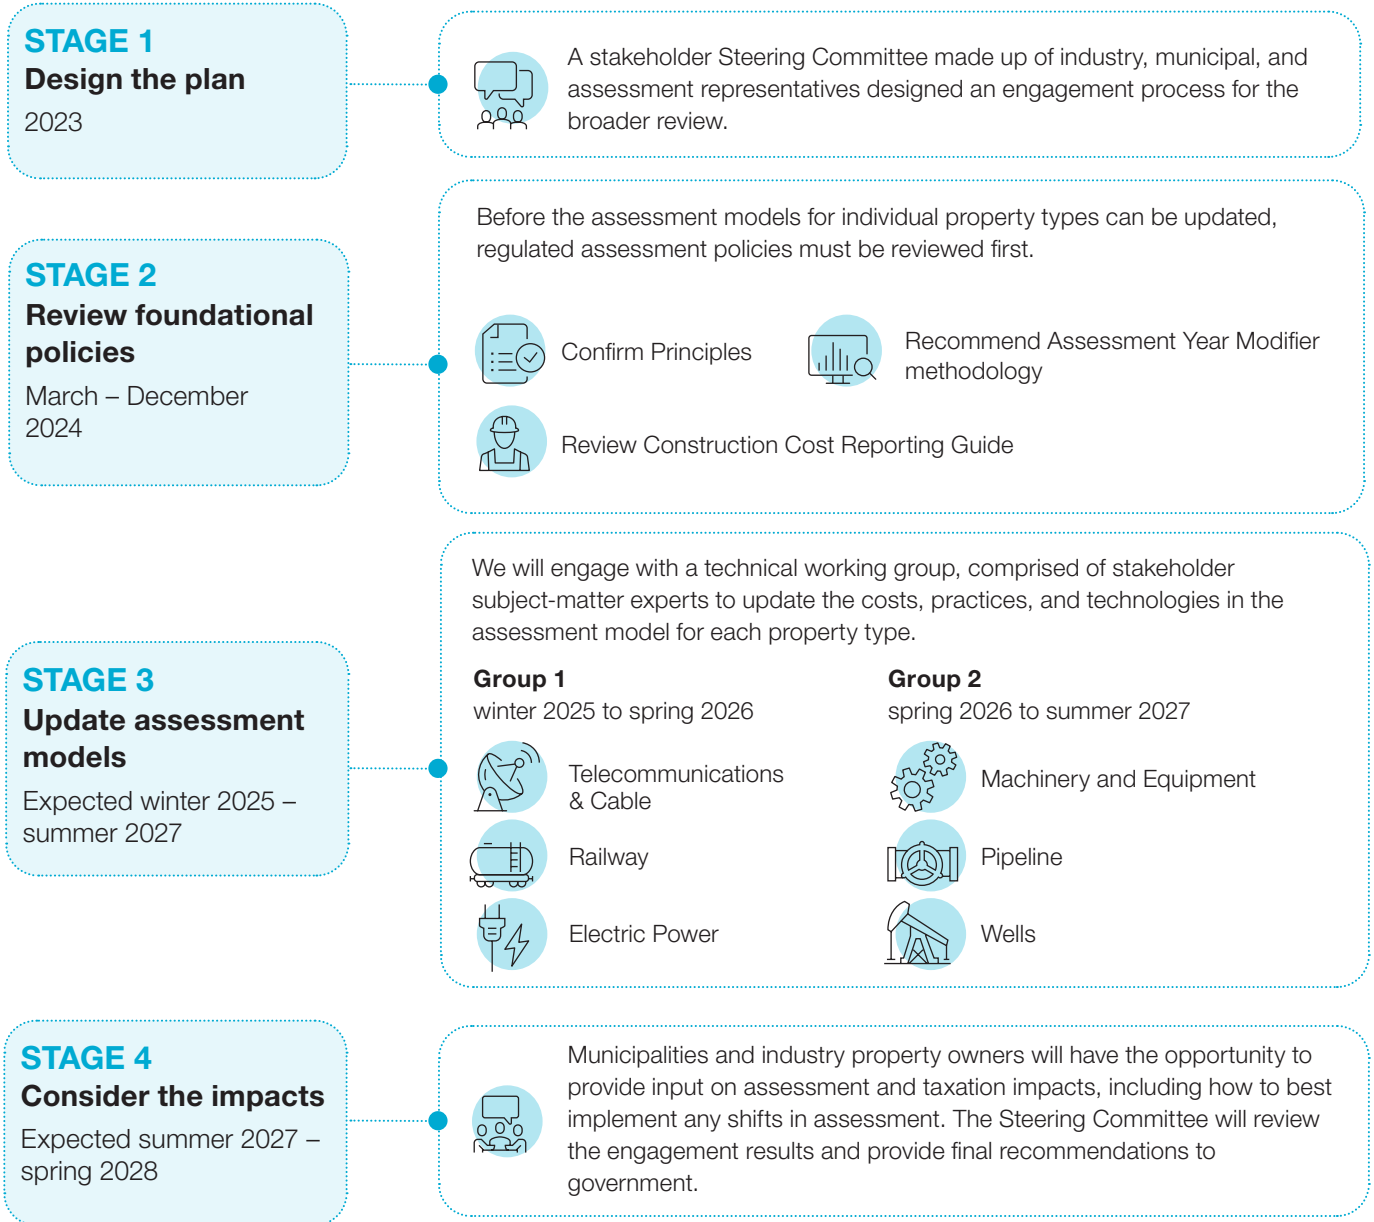 STAGE 1
Design the plan
2023
A stakeholder Steering Committee made up of industry, municipal, and
assessment representatives designed an engagement process for the
broader review.
STAGE 2
Review foundational
policies
March – December
2024
Before the assessment models for individual property types can be updated,
regulated assessment policies must be reviewed first.
Confirm Principles
Recommend Assessment Year Modifier
methodology
Review Construction Cost Reporting Guide
STAGE 3
Update assessment
models
Expected winter 2025 –
summer 2027
We will engage with a technical working group, comprised of stakeholder
subject-matter experts to update the costs, practices, and technologies in the
assessment model for each property type.
Group 1
winter 2025 to spring 2026
Telecommunications
& Cable
Railway
Electric Power
Group 2
spring 2026 to summer 2027
Machinery and Equipment
Pipeline
Wells
STAGE 4
Consider the impacts
Expected summer 2027 –
spring 2028
Municipalities and industry property owners will have the opportunity to
provide input on assessment and taxation impacts, including how to best
implement any shifts in assessment. The Steering Committee will review
the engagement results and provide final recommendations to
government.